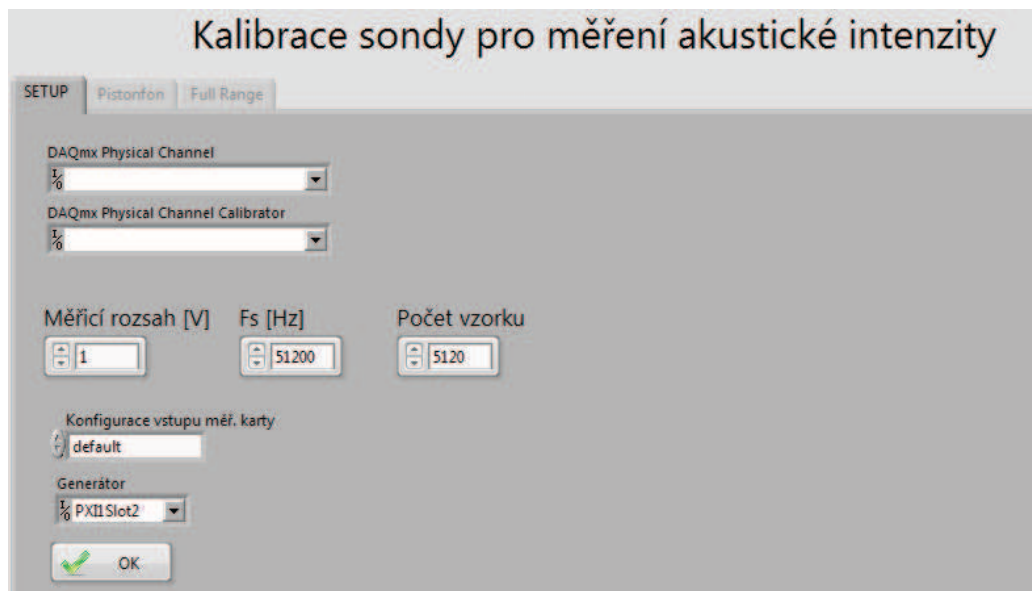 Kalibrace sondy pro měření akustické intenzity
SETUP Pistonfon Full Range
DAQmx Physical Channel
DAQmx Physical Channel Calibrator
Měřicí rozsah [V] Fs [Hz] Počet vzorku
1 51200 5120
Konfigurace vstupu měř. karty
default
Generátor
PXI1Slot2
OK